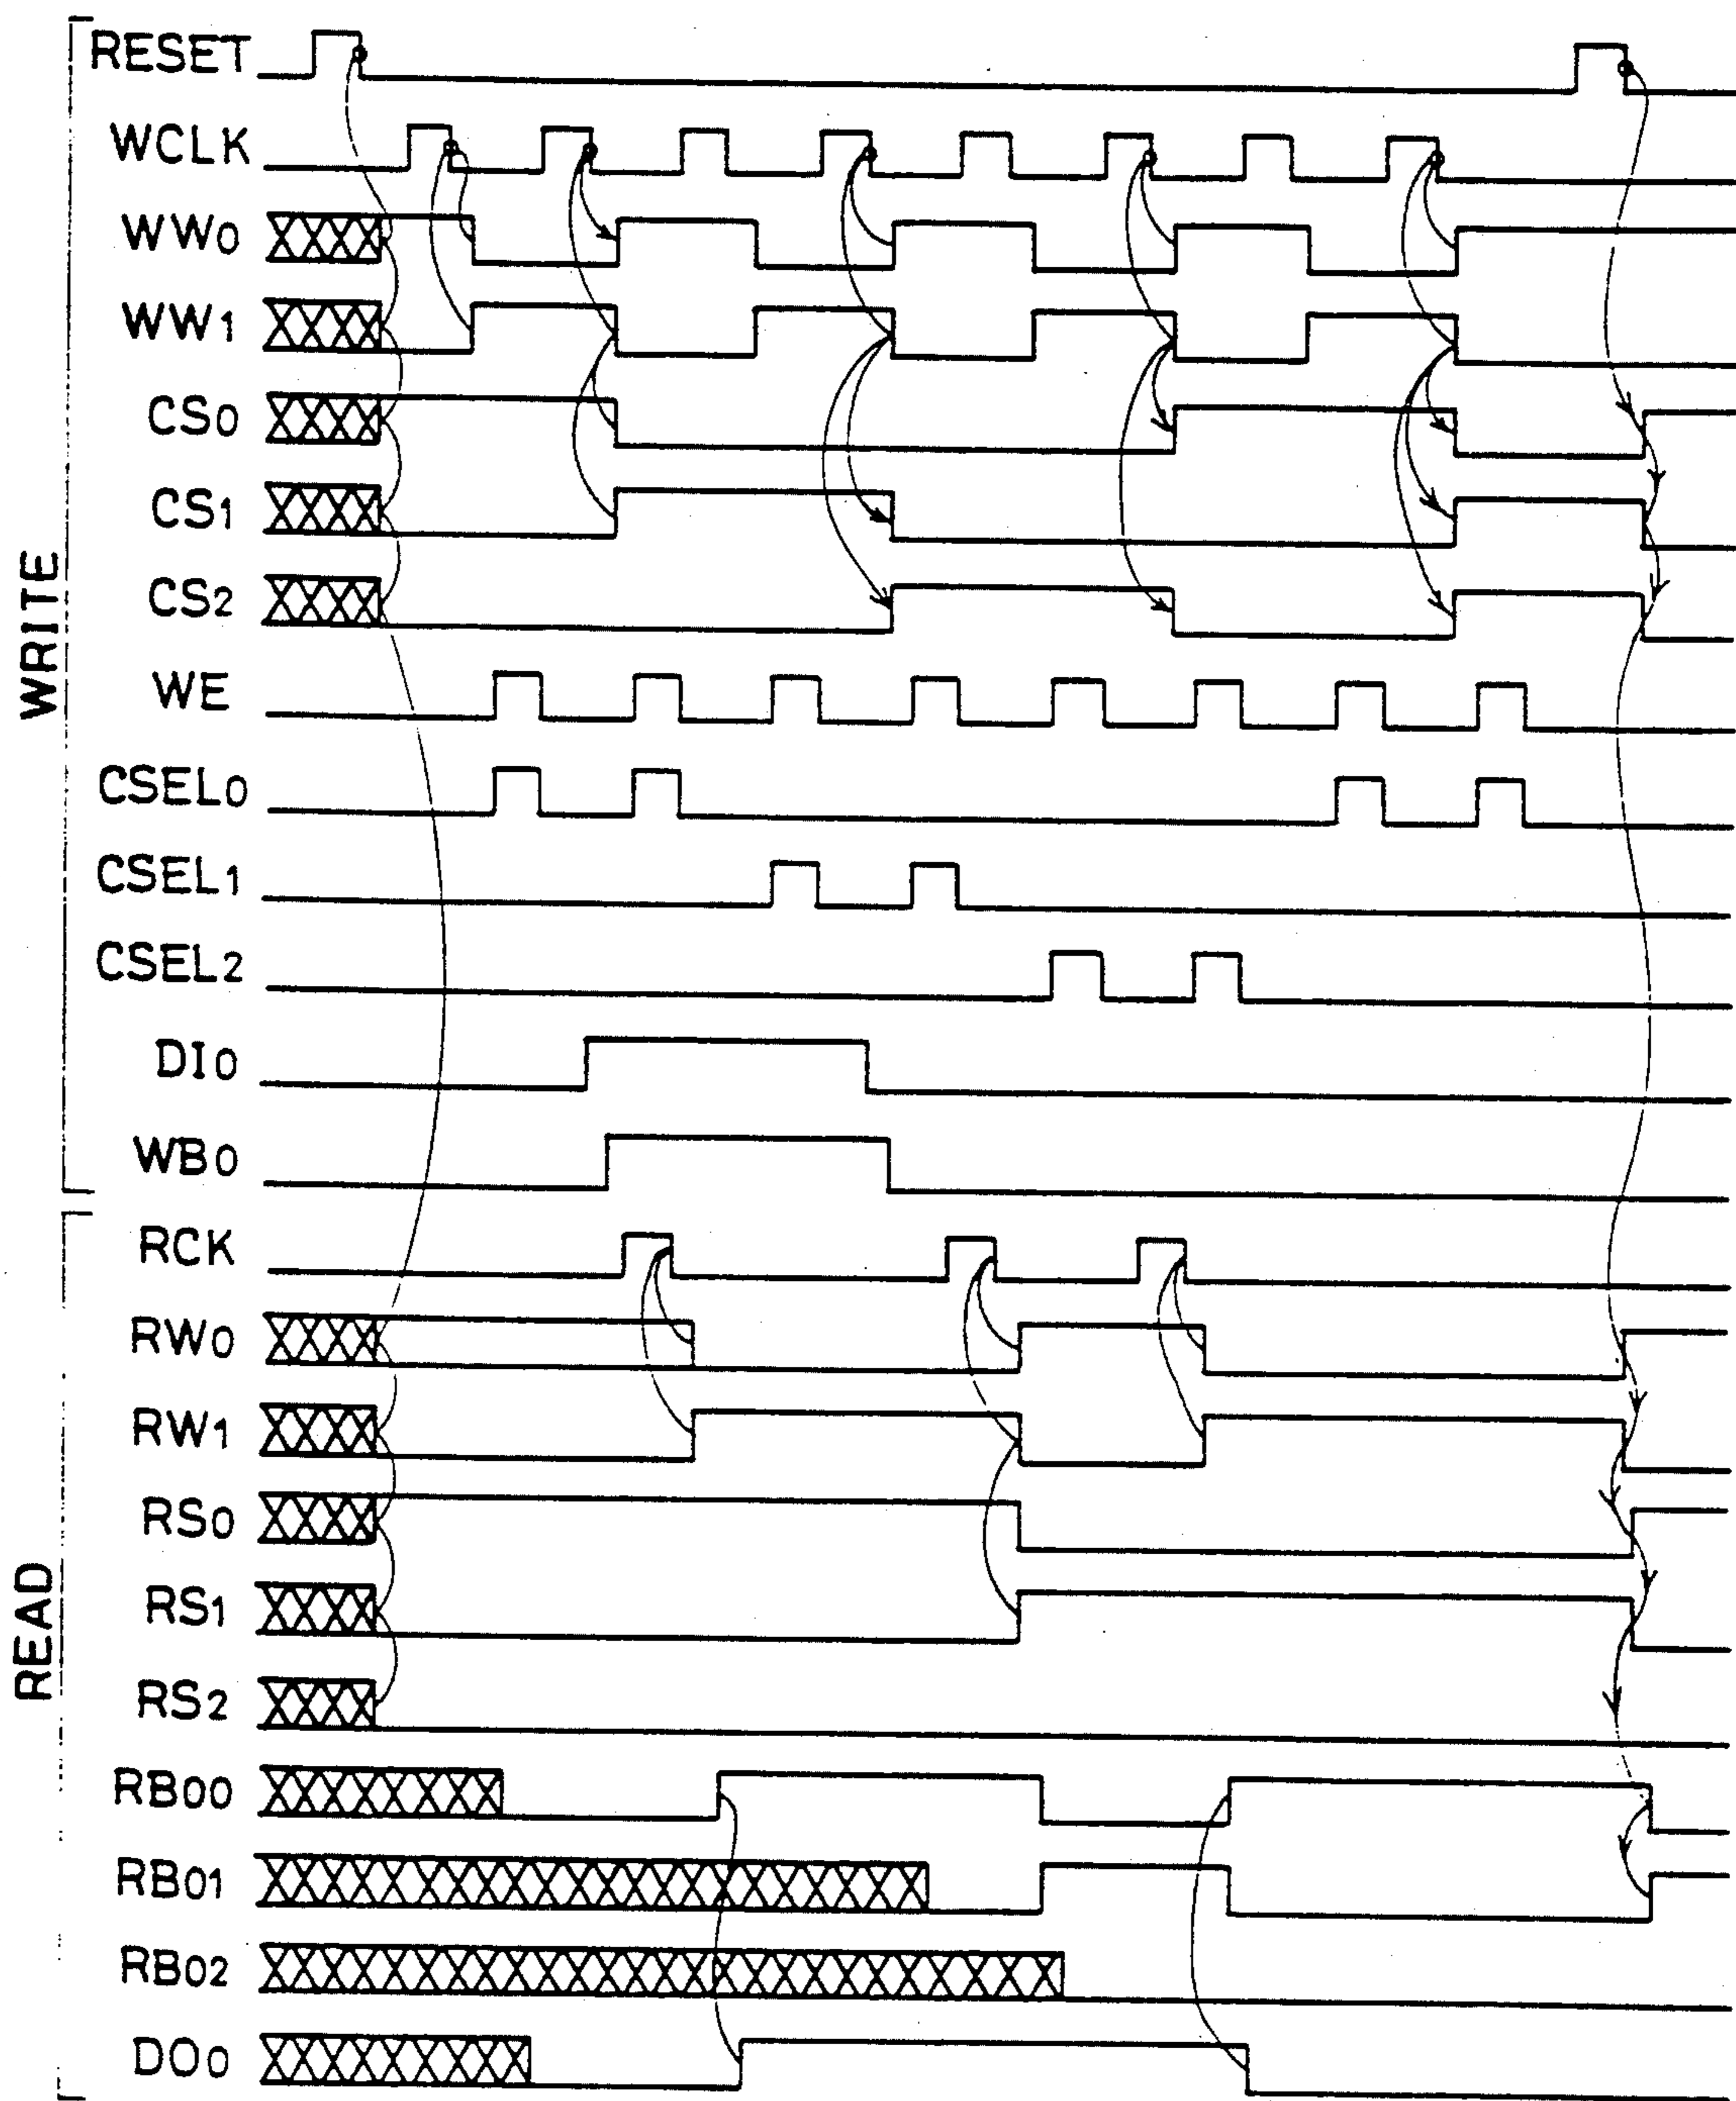 WRITE
RESET
WCLK
WW0
WW1
CS0
CS1
CS2
WE
CSEL0
CSEL1
CSEL2
DI0
WB0
READ
RCK
RW0
RW1
RS0
RS1
RS2
RB00
RB01
RB02
DO0